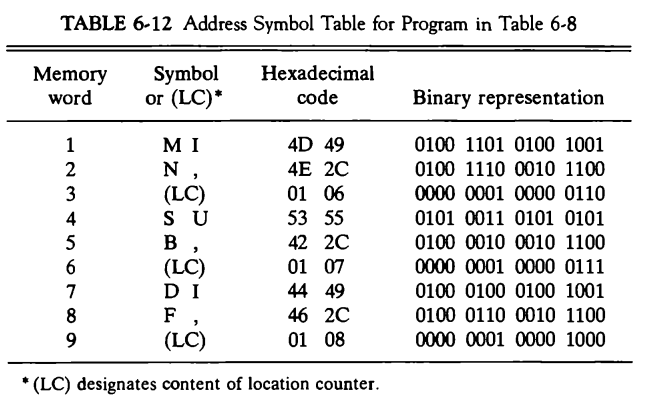 TABLE 6-12 Address Symbol Table for Program in Table 6-8
Memory word Symbol or (LC)* Hexadecimal code Binary representation
1 M I 4D 49 0100 1101 0100 1001
2 N , 4E 2C 0100 1110 0010 1100
3 (LC) 01 06 0000 0001 0000 0110
4 S U 53 55 0101 0011 0101 0101
5 B , 42 2C 0100 0010 0010 1100
6 (LC) 01 07 0000 0001 0000 0111
7 D I 44 49 0100 0100 0100 1001
8 F , 46 2C 0100 0110 0010 1100
9 (LC) 01 08 0000 0001 0000 1000
*(LC) designates content of location counter.